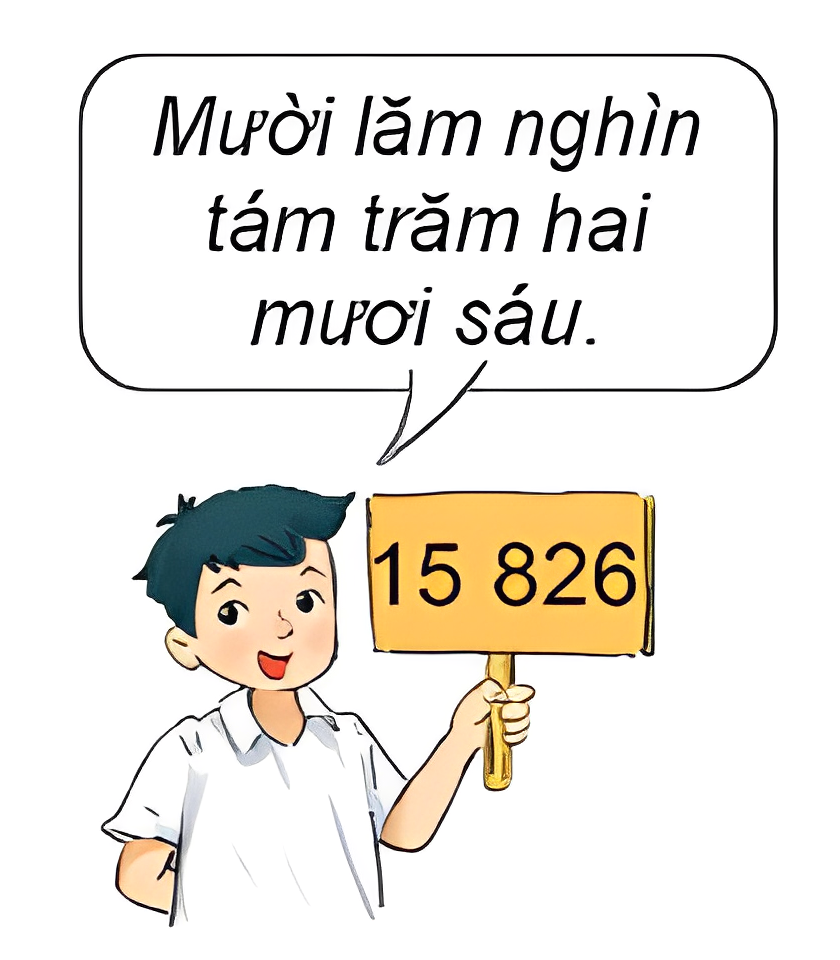 Mười lăm nghìn
tám trăm hai
mươi sáu.
15 826